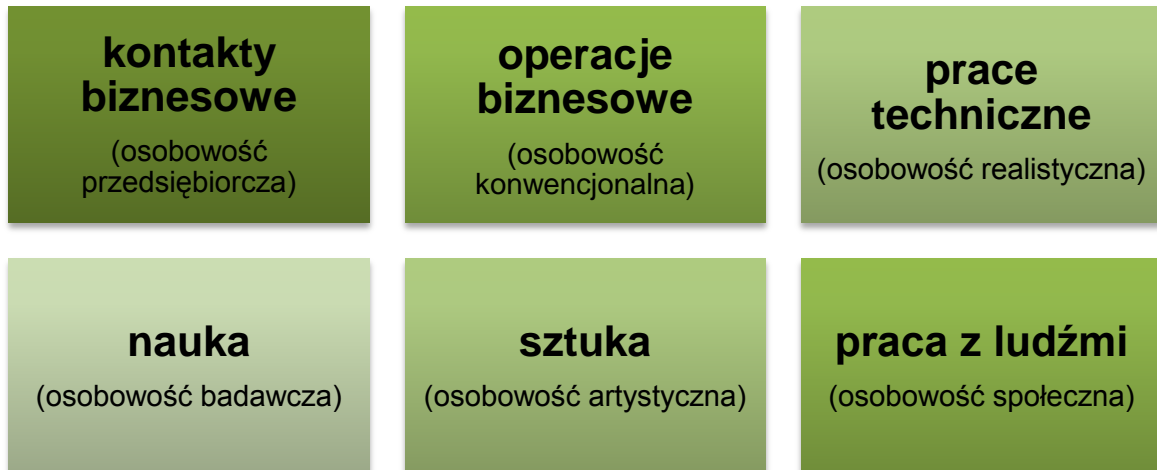 kontakty
biznesowe
(osobowość
przedsiębiorcza)
operacje
biznesowe
(osobowość
konwencjonalna)
prace
techniczne
(osobowość realistyczna)
nauka
(osobowość badawcza)
sztuka
(osobowość artystyczna)
praca z ludźmi
(osobowość społeczna)